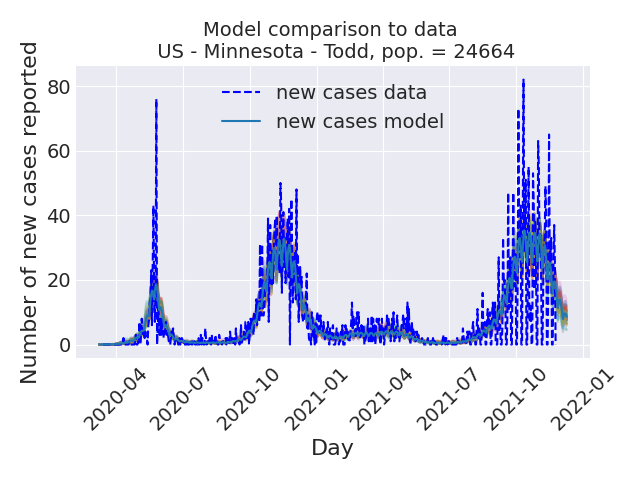 Model comparison to data
US - Minnesota - Todd, pop. = 24664
new cases data
new cases model
Number of new cases reported
80
60
40
20
0
2020-04
2020-07
2020-10
2021-01
2021-04
2021-07
2021-10
2022-01
Day